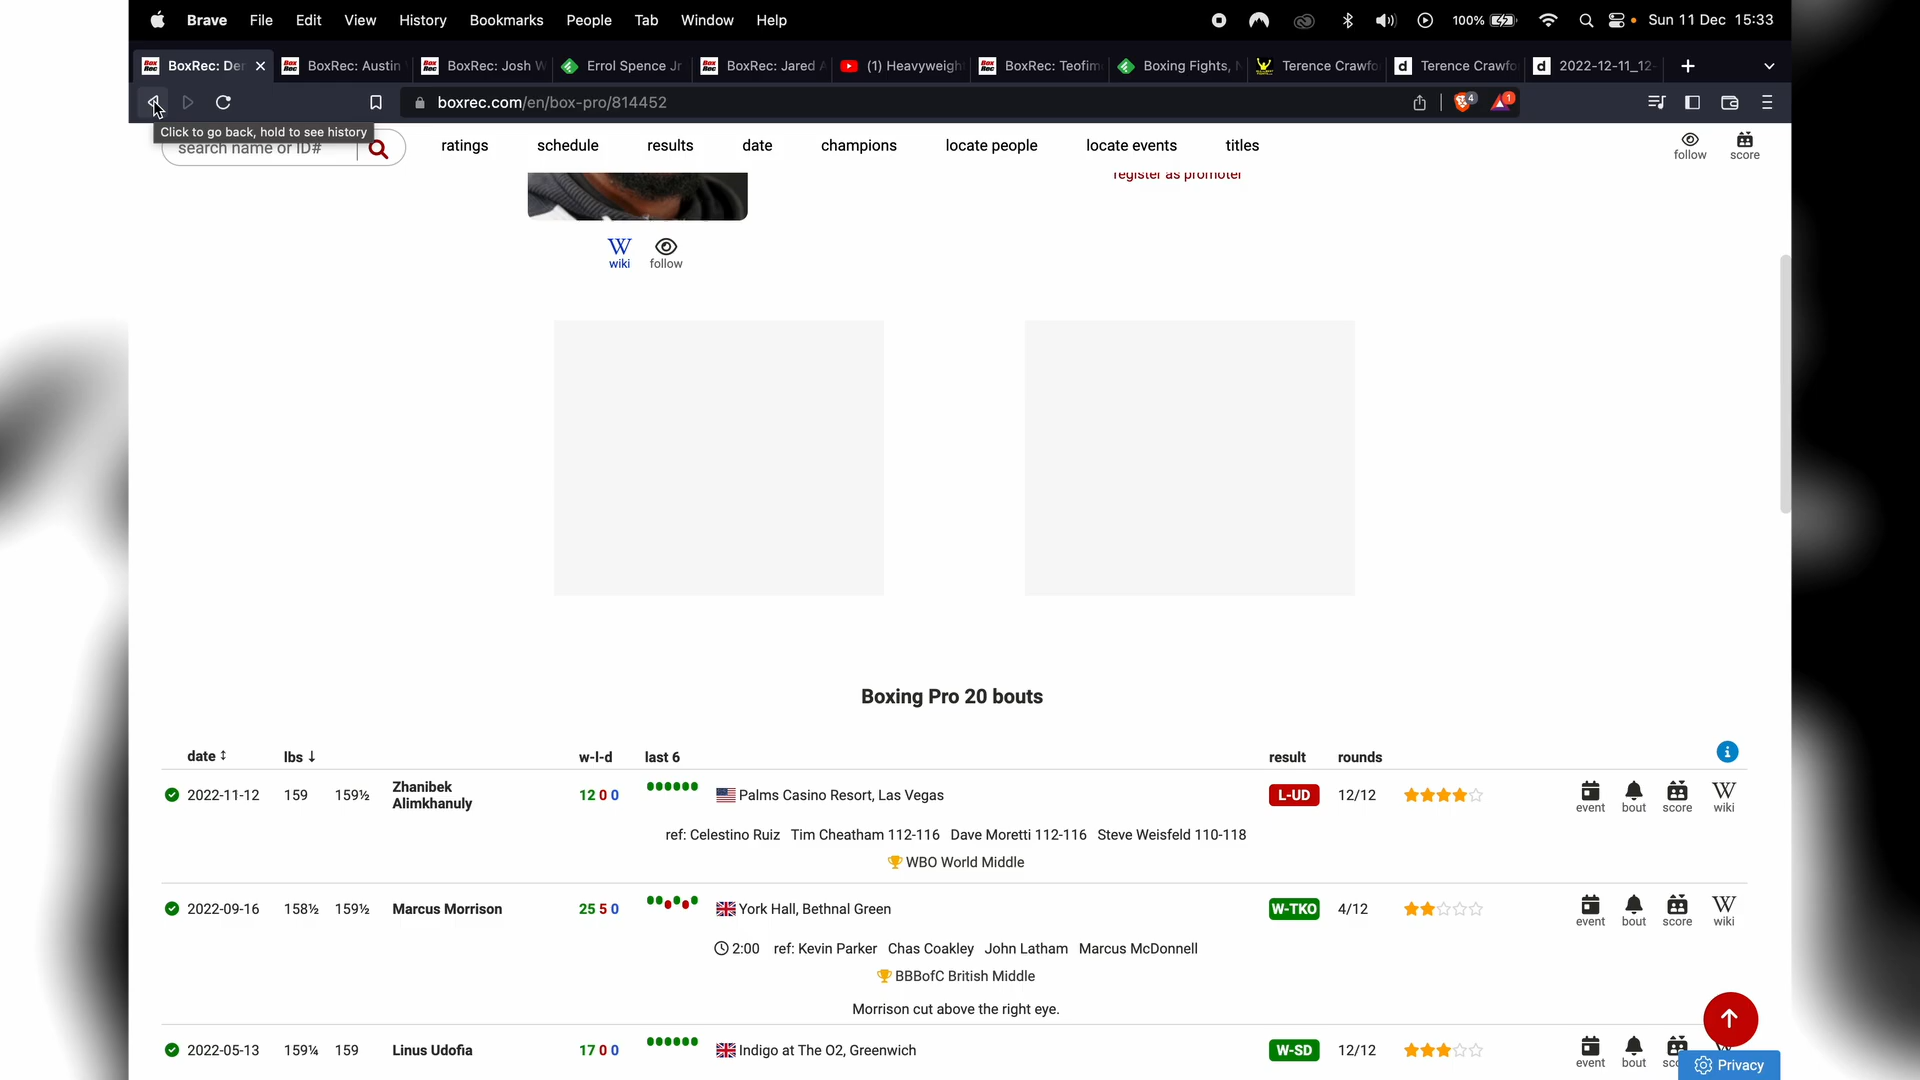 Brave File Edit View History Bookmarks People Tab Window Help 100% Sun 11 Dec 15:33
BoxRec: De BoxRec: Austin BoxRec: Josh W Errol Spence Jr BoxRec: Jared A (1) Heavyweigh BoxRec: Teofim Boxing Fights, Terence Crawfo Terence Crawfo 2022-12-11_12-
boxrec.com/en/box-pro/814452 4 1
Click to go back, hold to see history
search name or ID# ratings schedule results date champions locate people locate events titles follow score
register as promoter
W
wiki follow
Boxing Pro 20 bouts
date lbs w-l-d last 6 result rounds
2022-11-12 159 159½ Zhanibek Alimkhanuly 12 0 0 Palms Casino Resort, Las Vegas L-UD 12/12 event bout score wiki
ref: Celestino Ruiz Tim Cheatham 112-116 Dave Moretti 112-116 Steve Weisfeld 110-118
WBO World Middle
2022-09-16 158½ 159½ Marcus Morrison 25 5 0 York Hall, Bethnal Green W-TKO 4/12 event bout score wiki
2:00 ref: Kevin Parker Chas Coakley John Latham Marcus McDonnell
BBBofC British Middle
Morrison cut above the right eye.
2022-05-13 159¼ 159 Linus Udofia 17 0 0 Indigo at The O2, Greenwich W-SD 12/12 event bout sco
Privacy